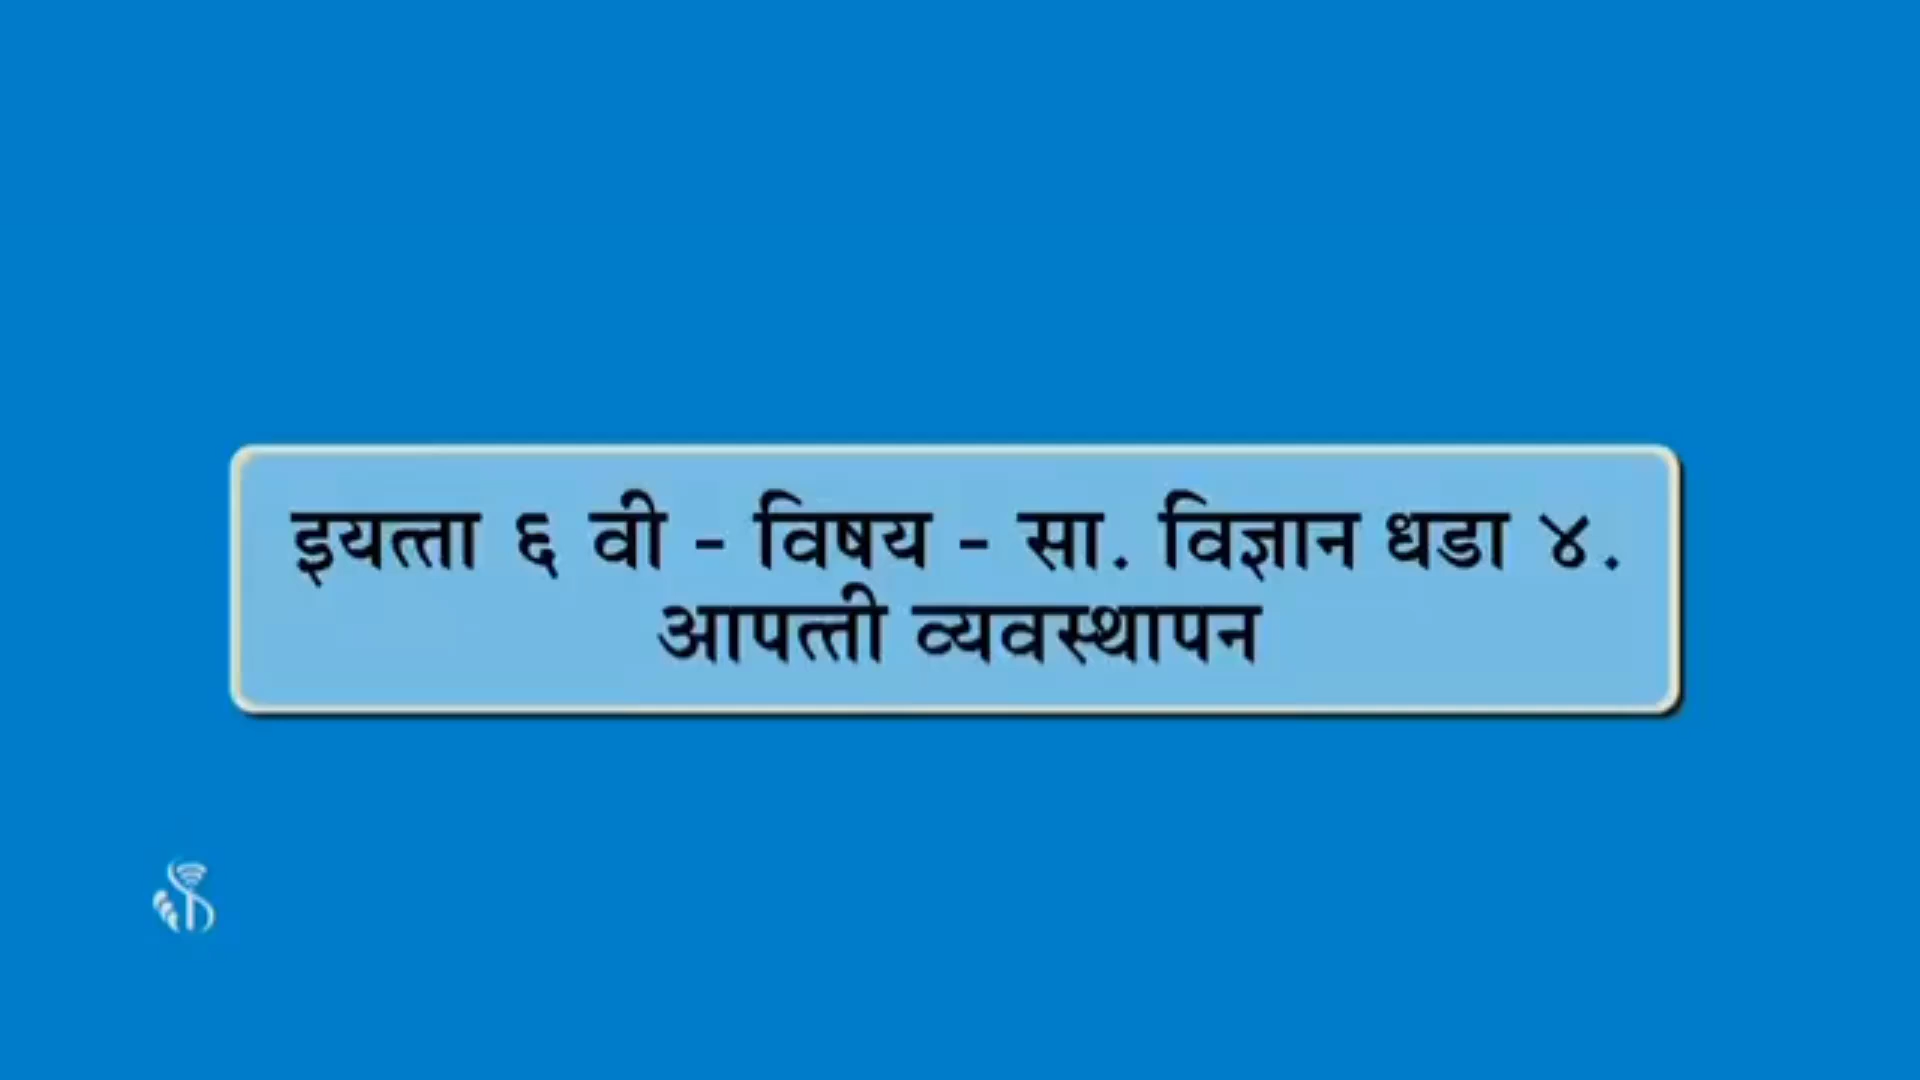 इयत्ता ६ वी - विषय - सा. विज्ञान धडा ४.
आपत्ती व्यवस्थापन